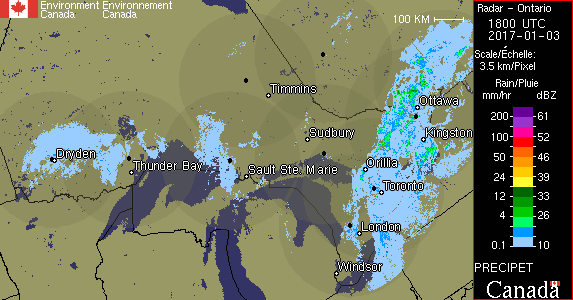 Environment Environnement
Canada Canada
100 KM
Timmins
Ottawa
Sudbury
Kingston
Dryden
Thunder Bay
Sault Ste. Marie
Orillia
Toronto
London
Windsor
Radar - Ontario
1800 UTC
2017-01-03
Scale/Échelle:
3.5 km/Pixel
Rain/Pluie
mm/hr dBZ
200 61
100 52
50 46
24 39
12 33
4 26
0.1 10
PRECIPET
Canada